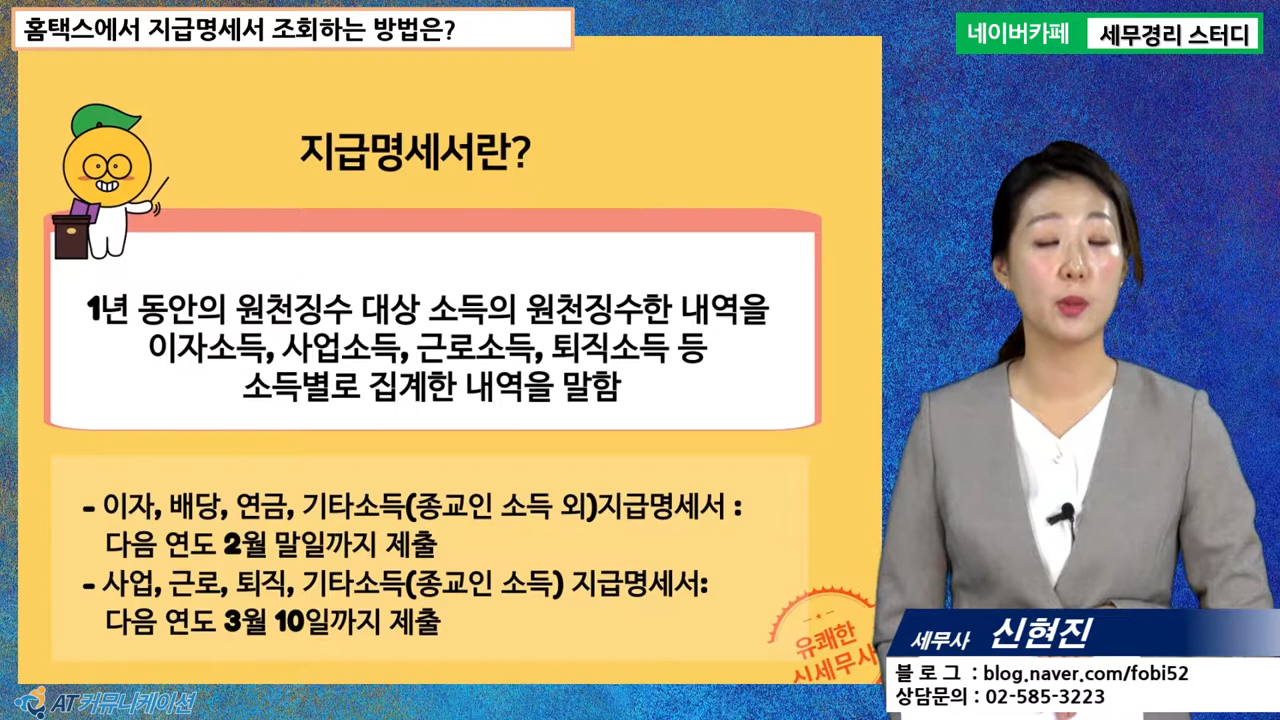 홈택스에서 지급명세서 조회하는 방법은?
네이버카페 세무경리 스터디
지급명세서란?
1년 동안의 원천징수 대상 소득의 원천징수한 내역을
이자소득, 사업소득, 근로소득, 퇴직소득 등
소득별로 집계한 내역을 말함
- 이자, 배당, 연금, 기타소득(종교인 소득 외)지급명세서 :
다음 연도 2월 말일까지 제출
- 사업, 근로, 퇴직, 기타소득(종교인 소득) 지급명세서:
다음 연도 3월 10일까지 제출
유쾌한
신세무사
세무사 신현진
블로그 : blog.naver.com/fobi52
상담문의 : 02-585-3223
AT커뮤니케이션